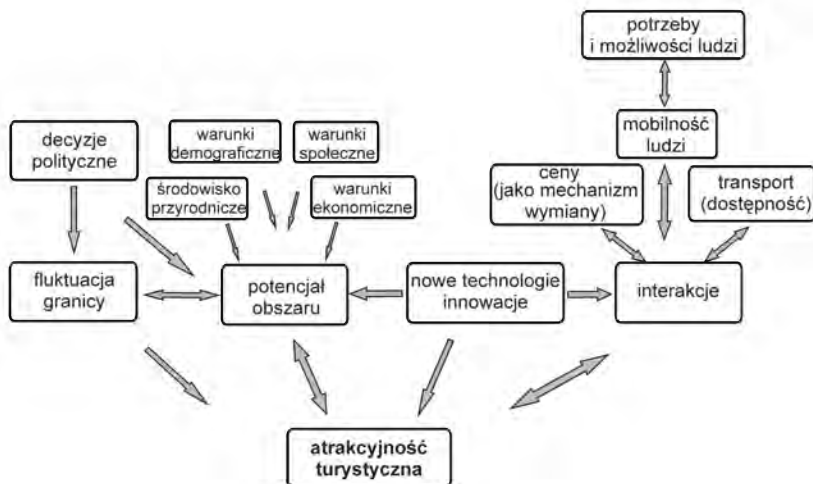 potrzeby
i możliwości ludzi
mobilność
ludzi
decyzje
polityczne
warunki
demograficzne
warunki
społeczne
środowisko
przyrodnicze
warunki
ekonomiczne
ceny
(jako mechanizm
wymiany)
transport
(dostępność)
fluktuacja
granicy
potencjał
obszaru
nowe technologie
innowacje
interakcje
atrakcyjność
turystyczna